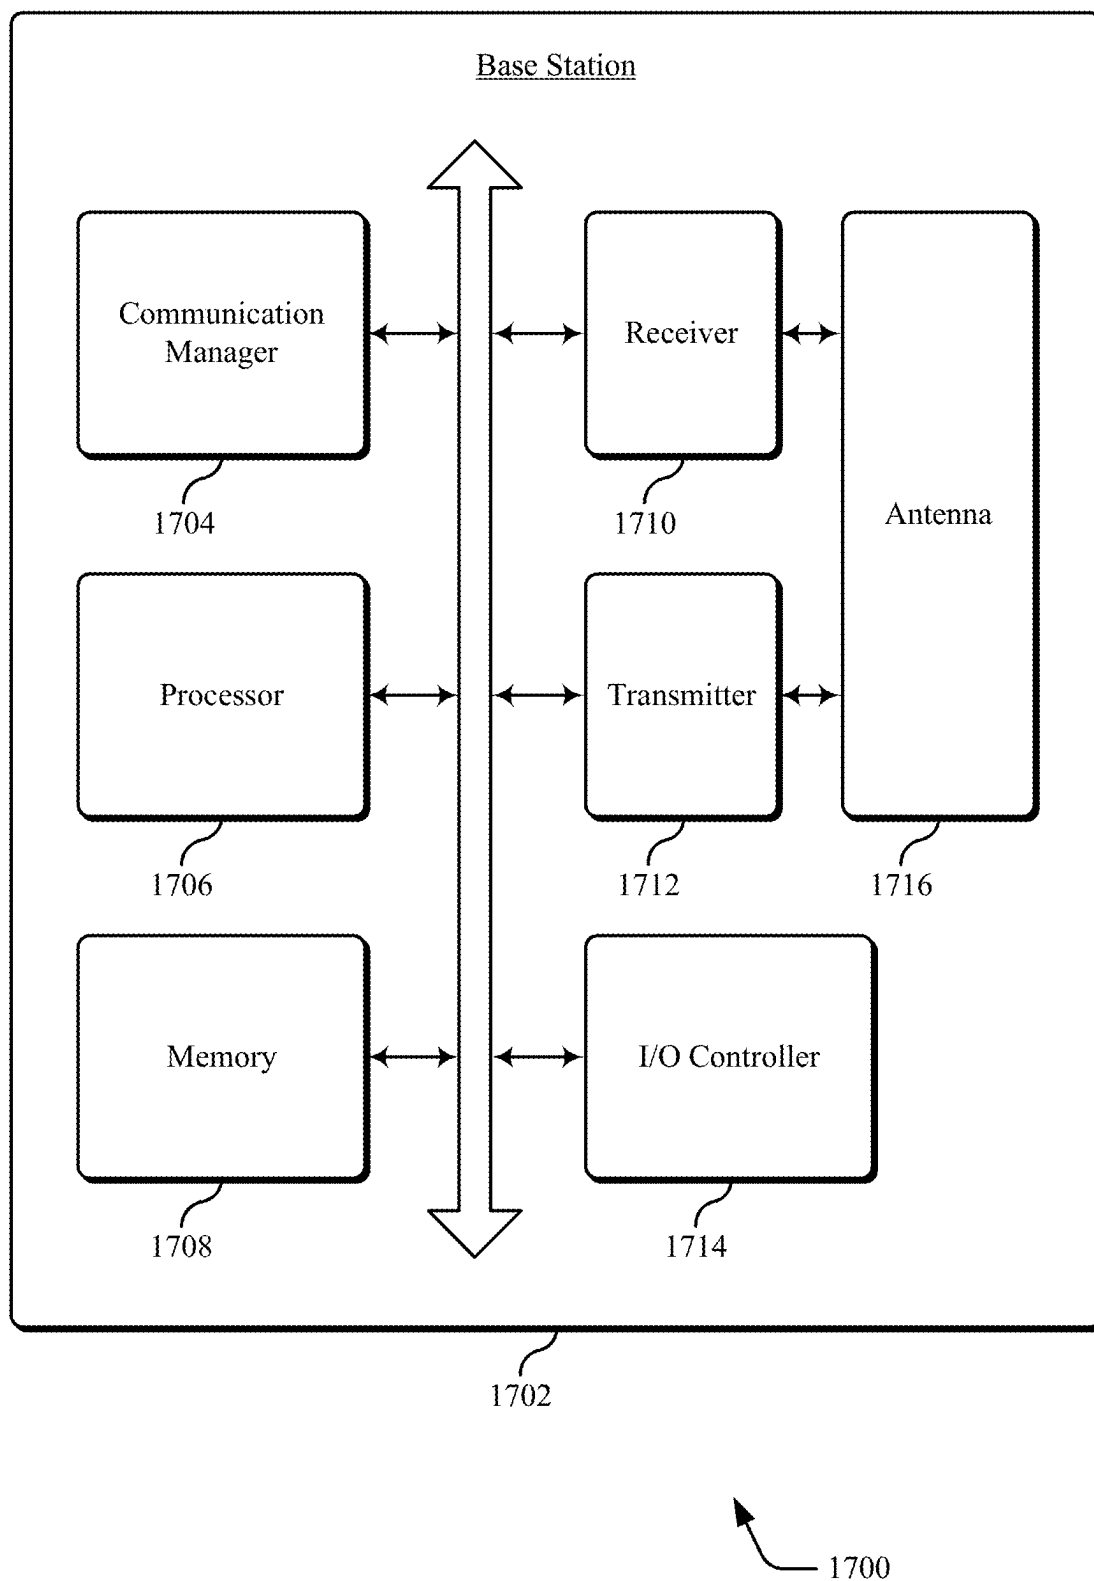 Base Station
Communication
Manager
Receiver
Antenna
1704
1710
Processor
Transmitter
1706
1712
1716
Memory
I/O Controller
1708
1714
1702
1700